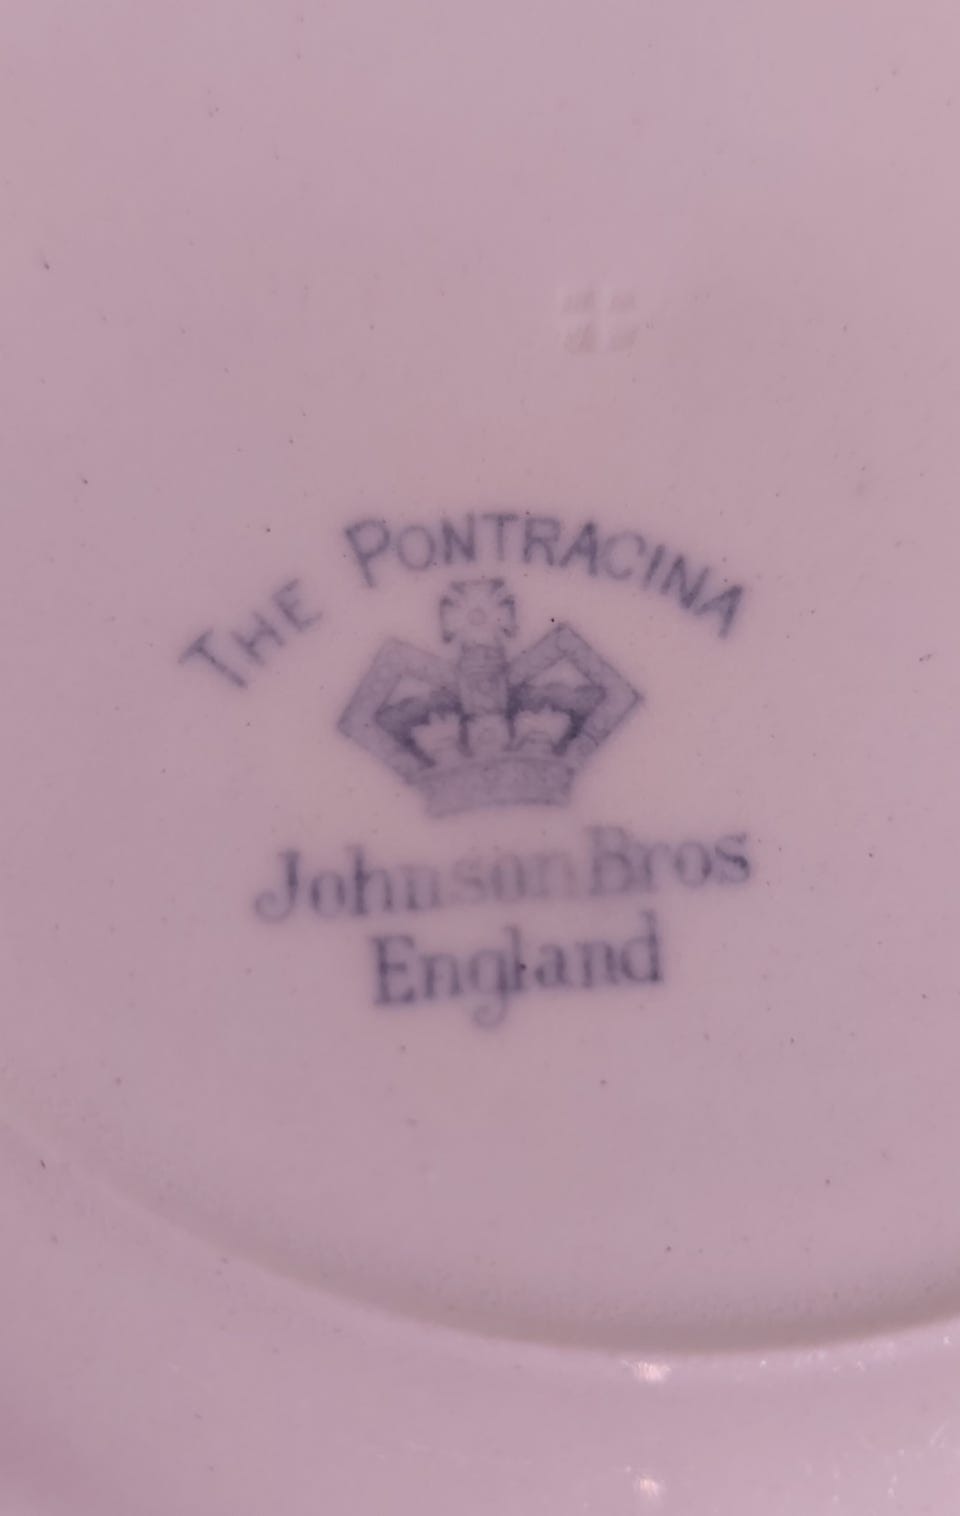 THE PONTRACINA
Johnson Bros
England